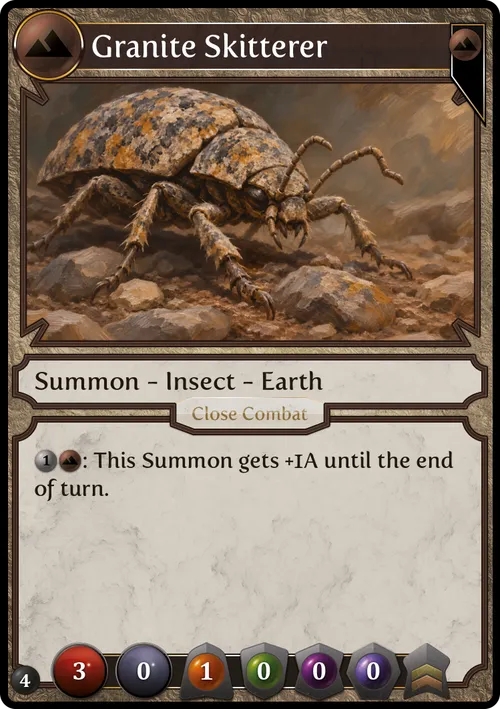 Granite Skitterer
Summon – Insect – Earth
Close Combat
1 : This Summon gets +1A until the end
of turn.
4 3* 0* 1 0 0 0